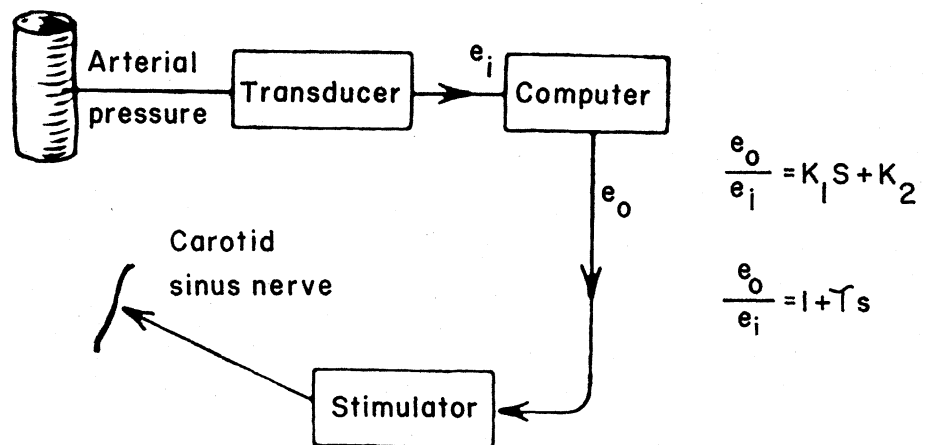 Arterial
pressure
Transducer
e_i
Computer
e_o
e_o/e_i = K_1 S + K_2
Carotid
sinus nerve
e_o/e_i = 1 + τs
Stimulator